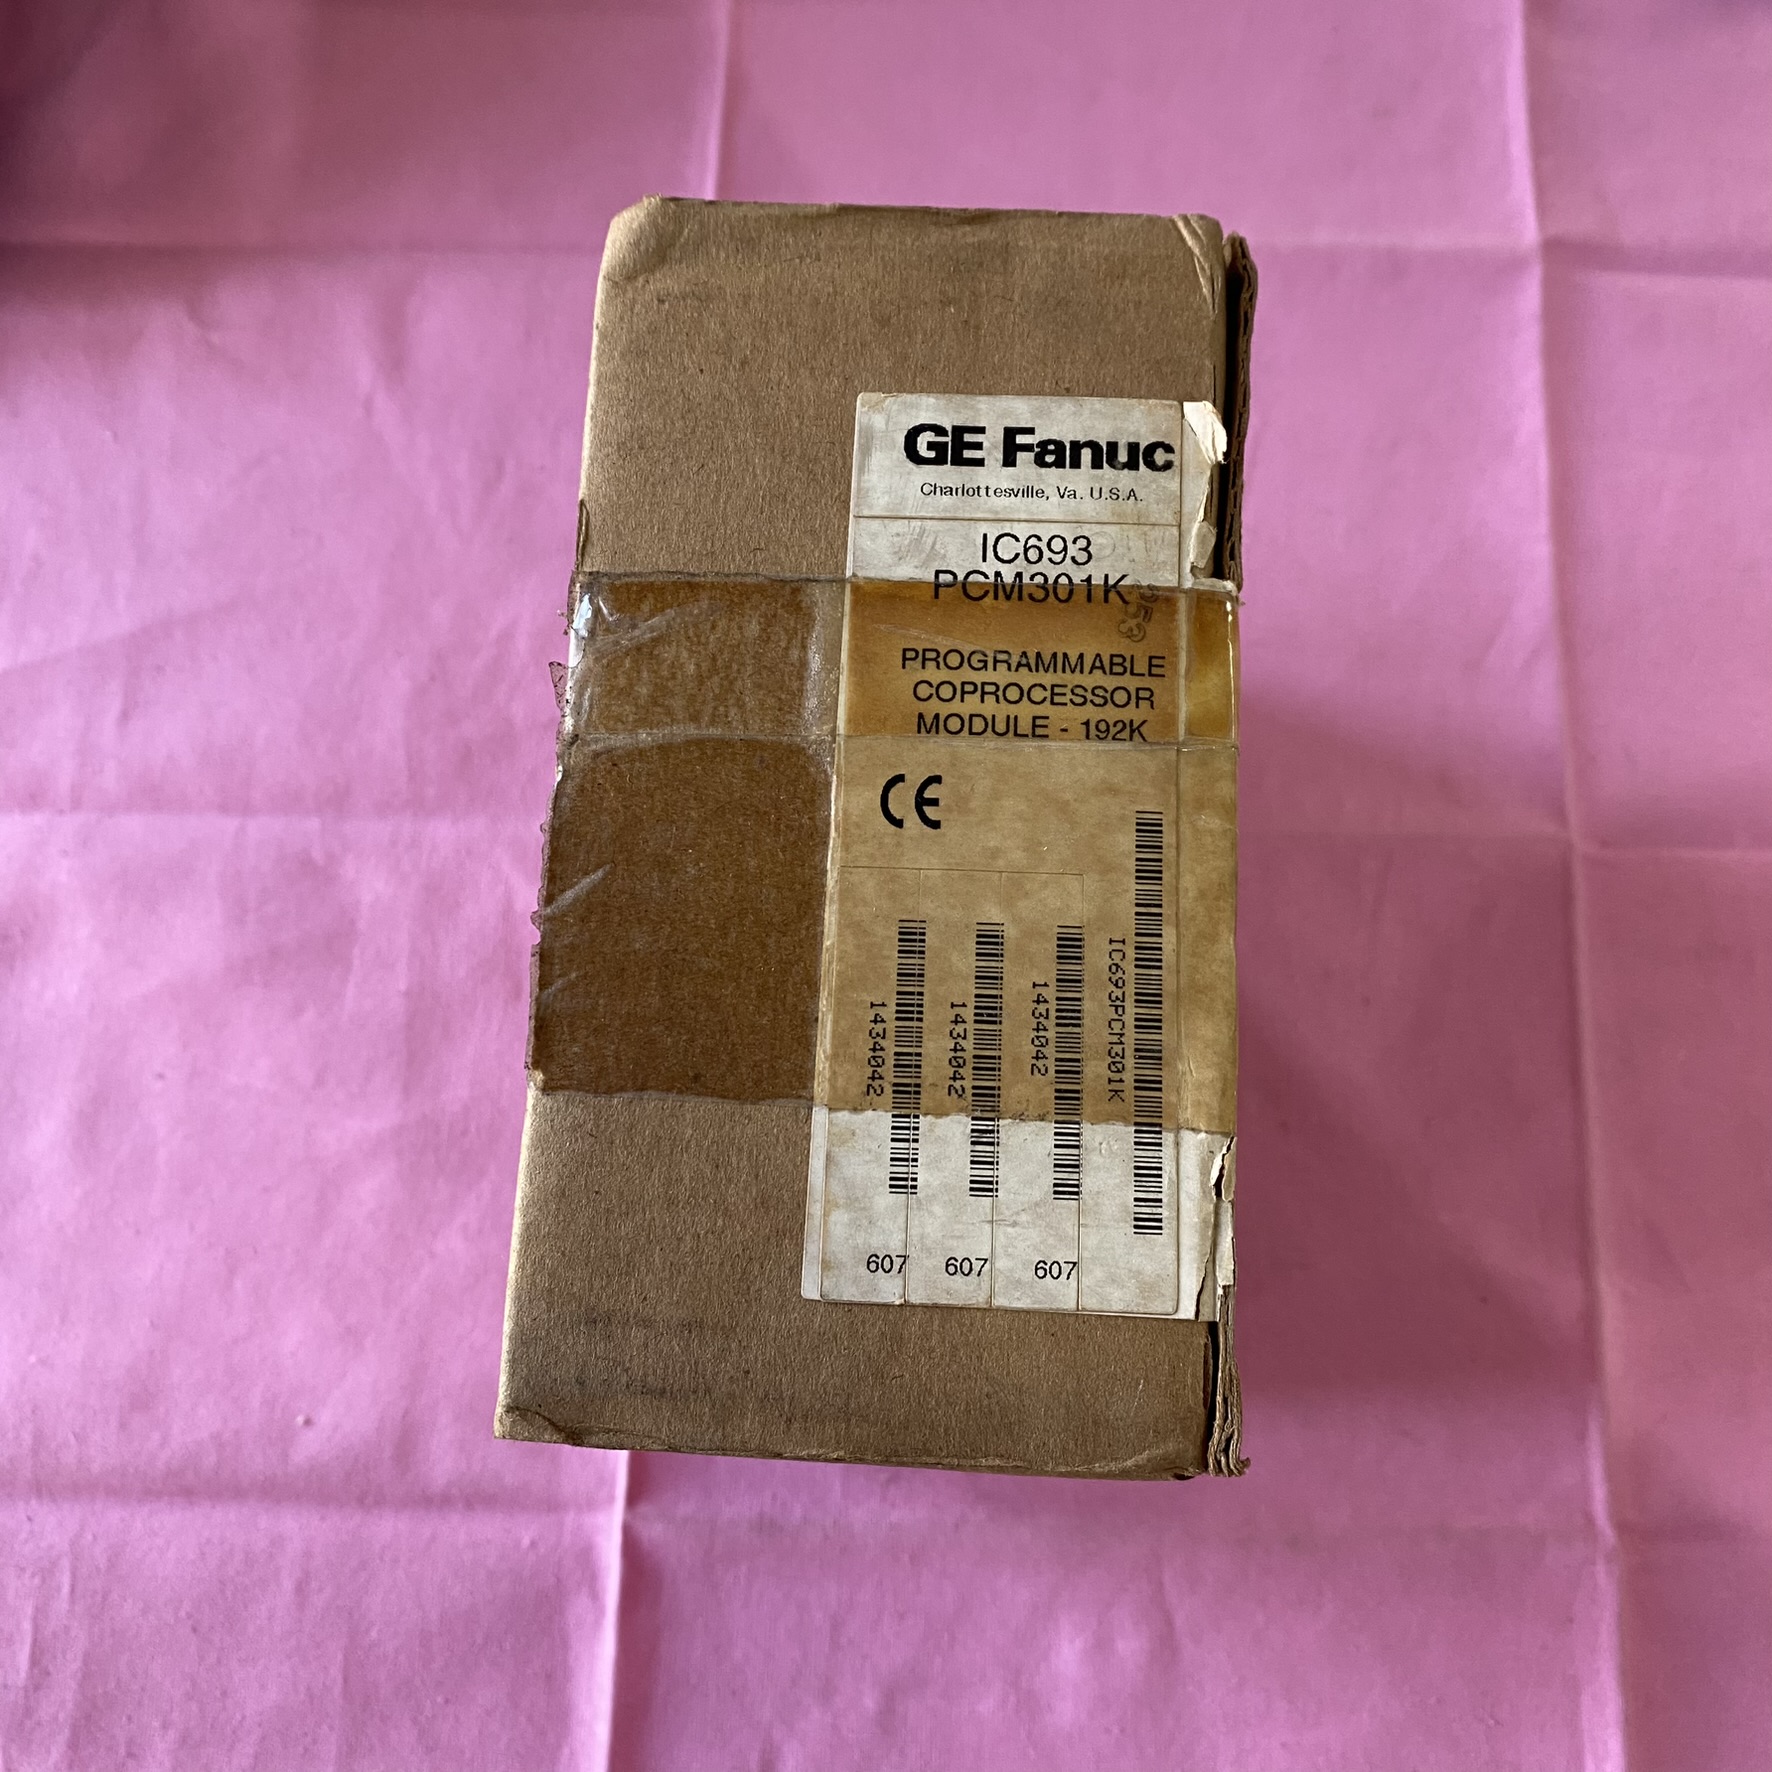 GE Fanuc
Charlottesville, Va. U.S.A.
IC693
PCM301K
PROGRAMMABLE
COPROCESSOR
MODULE - 192K
CE
1434042
1434042
1434042
IC693PCM301K
607
607
607